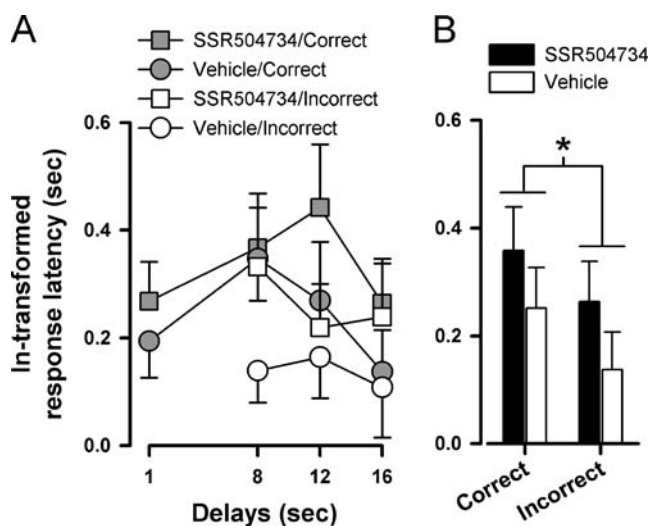 A
SSR504734/Correct
Vehicle/Correct
SSR504734/Incorrect
Vehicle/Incorrect
ln-transformed
response latency (sec)
0.6
0.4
0.2
0.0
1
8
12
16
Delays (sec)
B
SSR504734
Vehicle
*
0.6
0.4
0.2
0.0
Correct
Incorrect